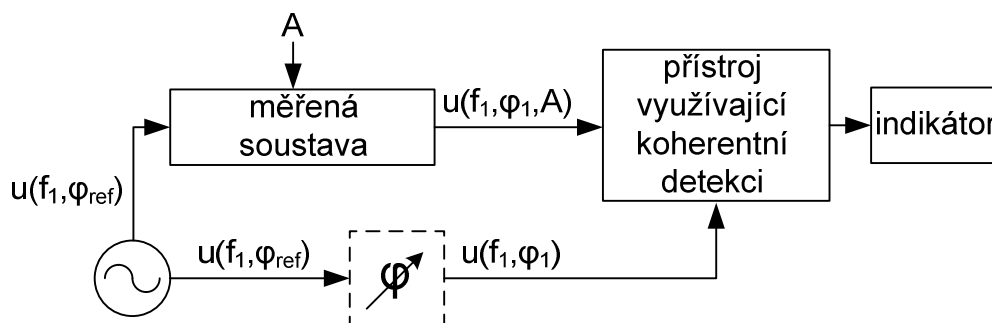 A
měřená
soustava
u(f₁,φ₁,A)
přístroj
využívající
koherentní
detekci
indikátor
u(f₁,φref)
u(f₁,φref)
φ
u(f₁,φ₁)